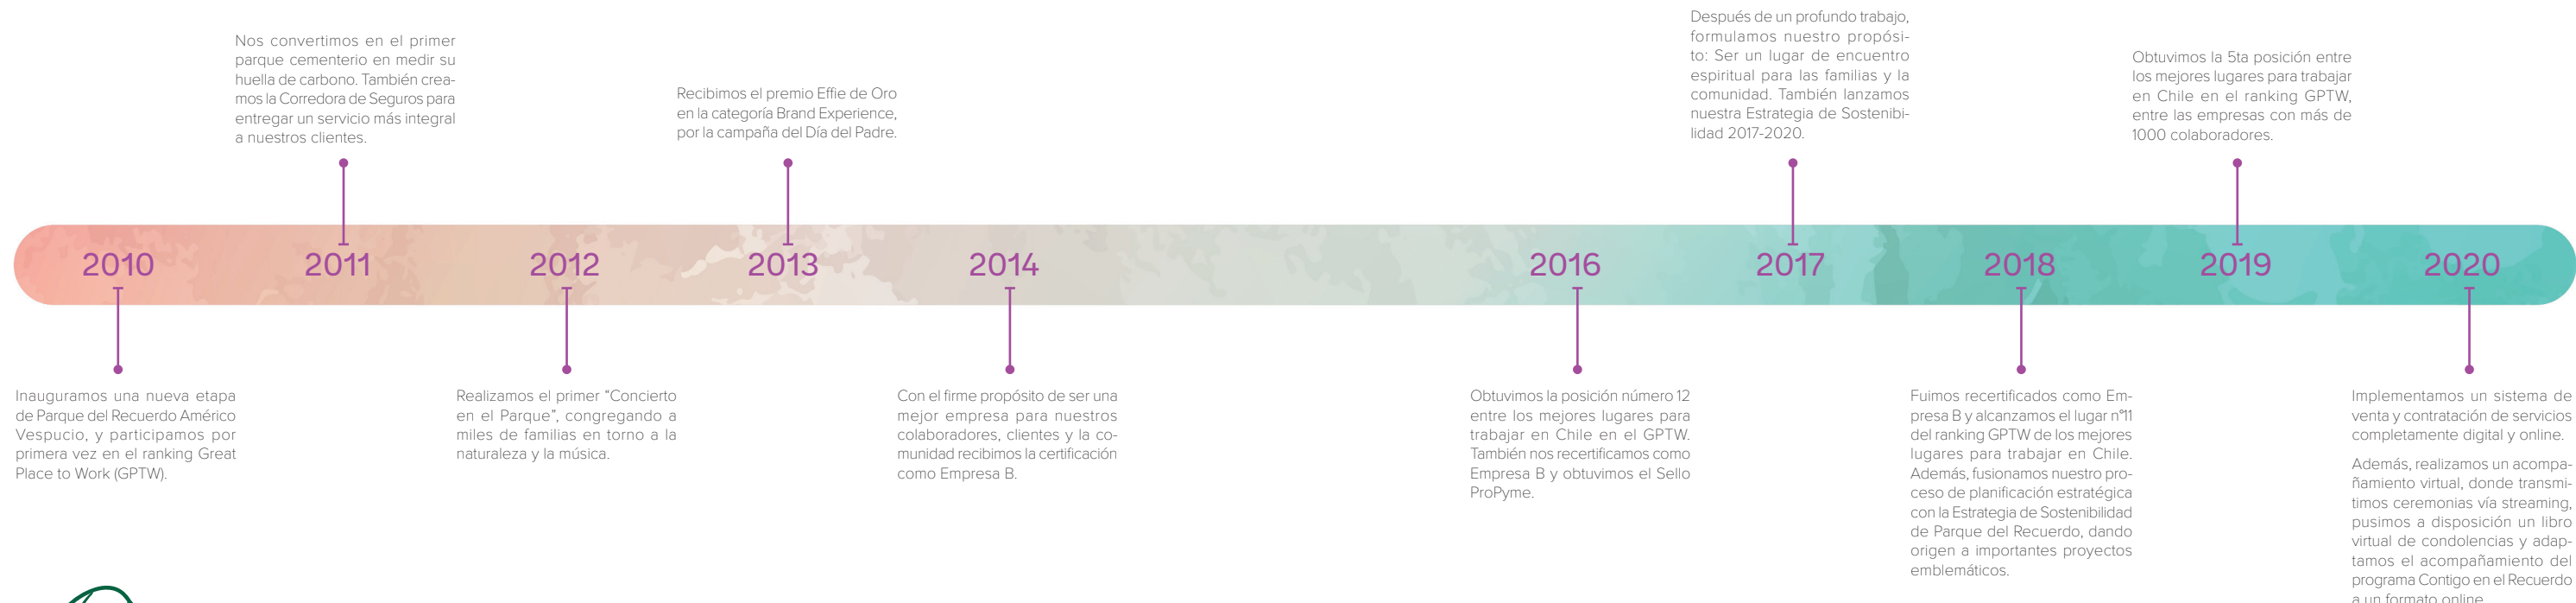 Nos convertimos en el primer
parque cementerio en medir su
huella de carbono. También crea-
mos la Corredora de Seguros para
entregar un servicio más integral
a nuestros clientes.
Recibimos el premio Effie de Oro
en la categoría Brand Experience,
por la campaña del Día del Padre.
Después de un profundo trabajo,
formulamos nuestro propósi-
to: Ser un lugar de encuentro
espiritual para las familias y la
comunidad. También lanzamos
nuestra Estrategia de Sostenibi-
lidad 2017-2020.
Obtuvimos la 5ta posición entre
los mejores lugares para trabajar
en Chile en el ranking GPTW,
entre las empresas con más de
1000 colaboradores.
2010
2011
2012
2013
2014
2016
2017
2018
2019
2020
Inauguramos una nueva etapa
de Parque del Recuerdo Américo
Vespucio, y participamos por
primera vez en el ranking Great
Place to Work (GPTW).
Realizamos el primer “Concierto
en el Parque”, congregando a
miles de familias en torno a la
naturaleza y la música.
Con el firme propósito de ser una
mejor empresa para nuestros
colaboradores, clientes y la co-
munidad recibimos la certificación
como Empresa B.
Obtuvimos la posición número 12
entre los mejores lugares para
trabajar en Chile en el GPTW.
También nos recertificamos como
Empresa B y obtuvimos el Sello
ProPyme.
Fuimos recertificados como Em-
presa B y alcanzamos el lugar n°11
del ranking GPTW de los mejores
lugares para trabajar en Chile.
Además, fusionamos nuestro pro-
ceso de planificación estratégica
con la Estrategia de Sostenibilidad
de Parque del Recuerdo, dando
origen a importantes proyectos
emblemáticos.
Implementamos un sistema de
venta y contratación de servicios
completamente digital y online.
Además, realizamos un acompa-
ñamiento virtual, donde transmi-
timos ceremonias vía streaming,
pusimos a disposición un libro
virtual de condolencias y adap-
tamos el acompañamiento del
programa Contigo en el Recuerdo
a un formato online.